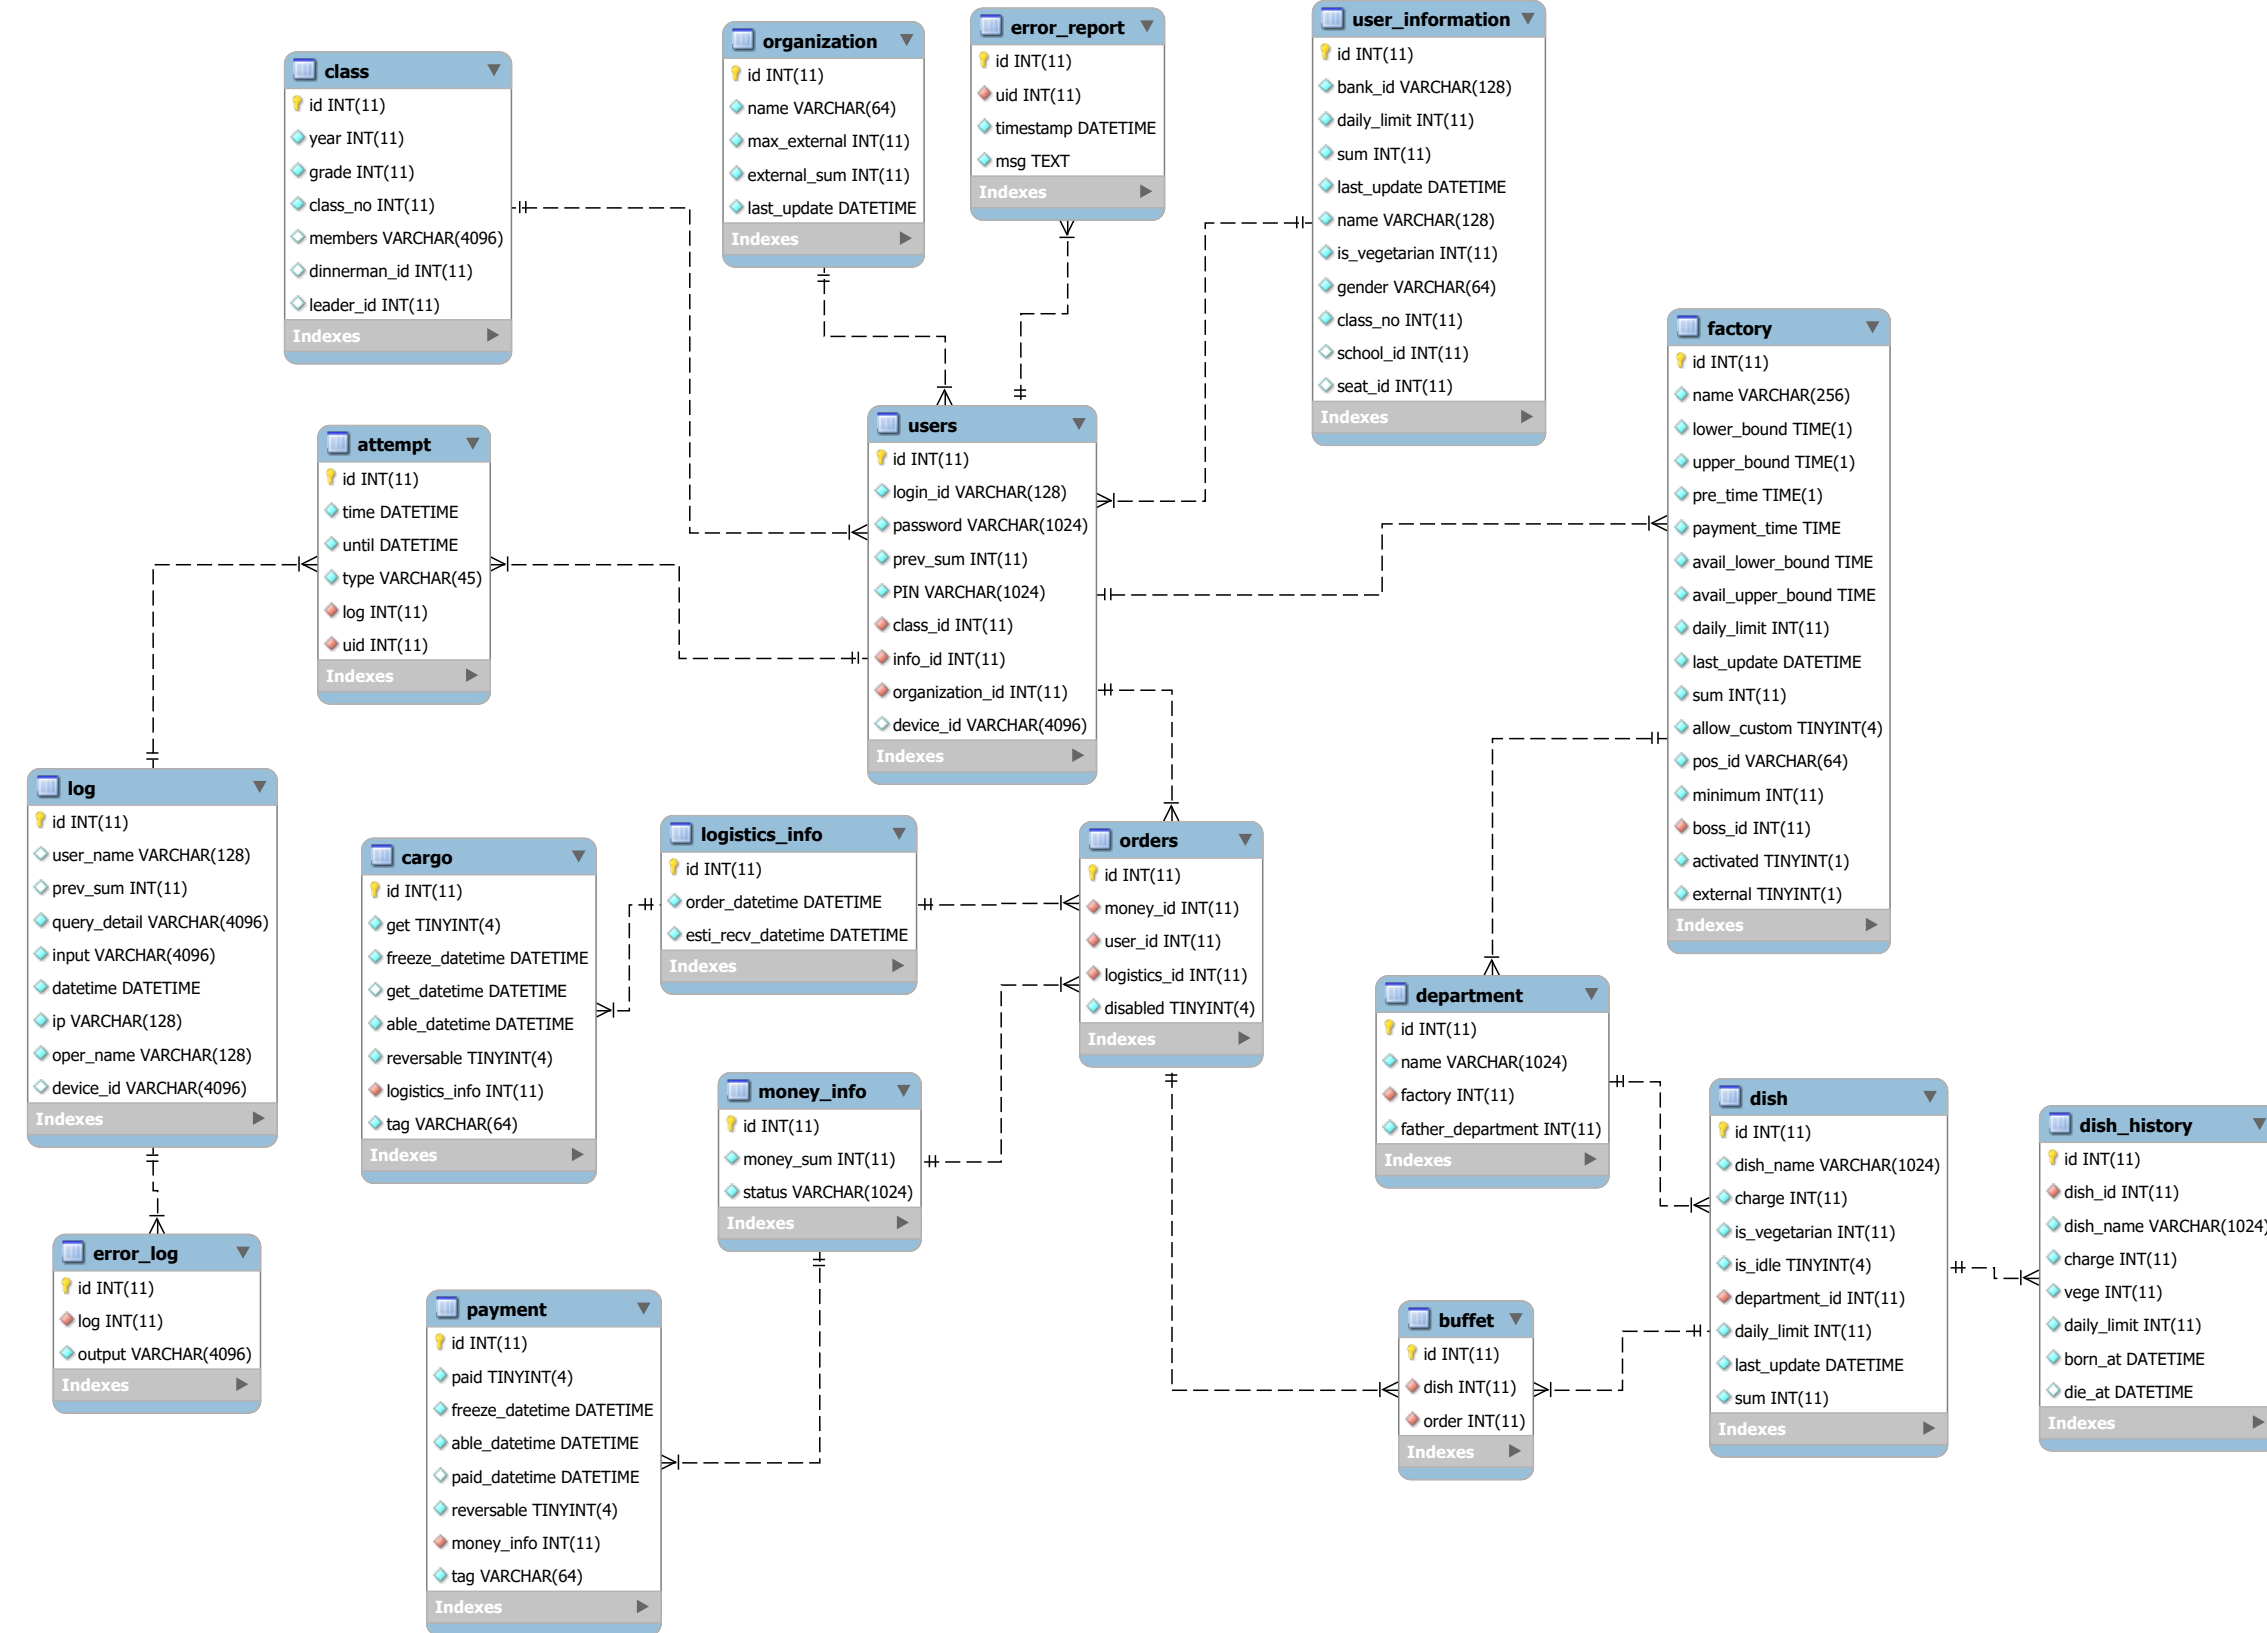 class
id INT(11)
year INT(11)
grade INT(11)
class_no INT(11)
members VARCHAR(4096)
dinnerman_id INT(11)
leader_id INT(11)
Indexes
organization
id INT(11)
name VARCHAR(64)
max_external INT(11)
external_sum INT(11)
last_update DATETIME
Indexes
error_report
id INT(11)
uid INT(11)
timestamp DATETIME
msg TEXT
Indexes
user_information
id INT(11)
bank_id VARCHAR(128)
daily_limit INT(11)
sum INT(11)
last_update DATETIME
name VARCHAR(128)
is_vegetarian INT(11)
gender VARCHAR(64)
class_no INT(11)
school_id INT(11)
seat_id INT(11)
Indexes
factory
id INT(11)
name VARCHAR(256)
lower_bound TIME(1)
upper_bound TIME(1)
pre_time TIME(1)
payment_time TIME
avail_lower_bound TIME
avail_upper_bound TIME
daily_limit INT(11)
last_update DATETIME
sum INT(11)
allow_custom TINYINT(4)
pos_id VARCHAR(64)
minimum INT(11)
boss_id INT(11)
activated TINYINT(1)
external TINYINT(1)
Indexes
attempt
id INT(11)
time DATETIME
until DATETIME
type VARCHAR(45)
log INT(11)
uid INT(11)
Indexes
users
id INT(11)
login_id VARCHAR(128)
password VARCHAR(1024)
prev_sum INT(11)
PIN VARCHAR(1024)
class_id INT(11)
info_id INT(11)
organization_id INT(11)
device_id VARCHAR(4096)
Indexes
log
id INT(11)
user_name VARCHAR(128)
prev_sum INT(11)
query_detail VARCHAR(4096)
input VARCHAR(4096)
datetime DATETIME
ip VARCHAR(128)
oper_name VARCHAR(128)
device_id VARCHAR(4096)
Indexes
cargo
id INT(11)
get TINYINT(4)
freeze_datetime DATETIME
get_datetime DATETIME
able_datetime DATETIME
reversable TINYINT(4)
logistics_info INT(11)
tag VARCHAR(64)
Indexes
logistics_info
id INT(11)
order_datetime DATETIME
esti_recv_datetime DATETIME
Indexes
orders
id INT(11)
money_id INT(11)
user_id INT(11)
logistics_id INT(11)
disabled TINYINT(4)
Indexes
department
id INT(11)
name VARCHAR(1024)
factory INT(11)
father_department INT(11)
Indexes
money_info
id INT(11)
money_sum INT(11)
status VARCHAR(1024)
Indexes
dish
id INT(11)
dish_name VARCHAR(1024)
charge INT(11)
is_vegetarian INT(11)
is_idle TINYINT(4)
department_id INT(11)
daily_limit INT(11)
last_update DATETIME
sum INT(11)
Indexes
dish_history
id INT(11)
dish_id INT(11)
dish_name VARCHAR(1024)
charge INT(11)
vege INT(11)
daily_limit INT(11)
born_at DATETIME
die_at DATETIME
Indexes
error_log
id INT(11)
log INT(11)
output VARCHAR(4096)
Indexes
payment
id INT(11)
paid TINYINT(4)
freeze_datetime DATETIME
able_datetime DATETIME
paid_datetime DATETIME
reversable TINYINT(4)
money_info INT(11)
tag VARCHAR(64)
Indexes
buffet
id INT(11)
dish INT(11)
order INT(11)
Indexes